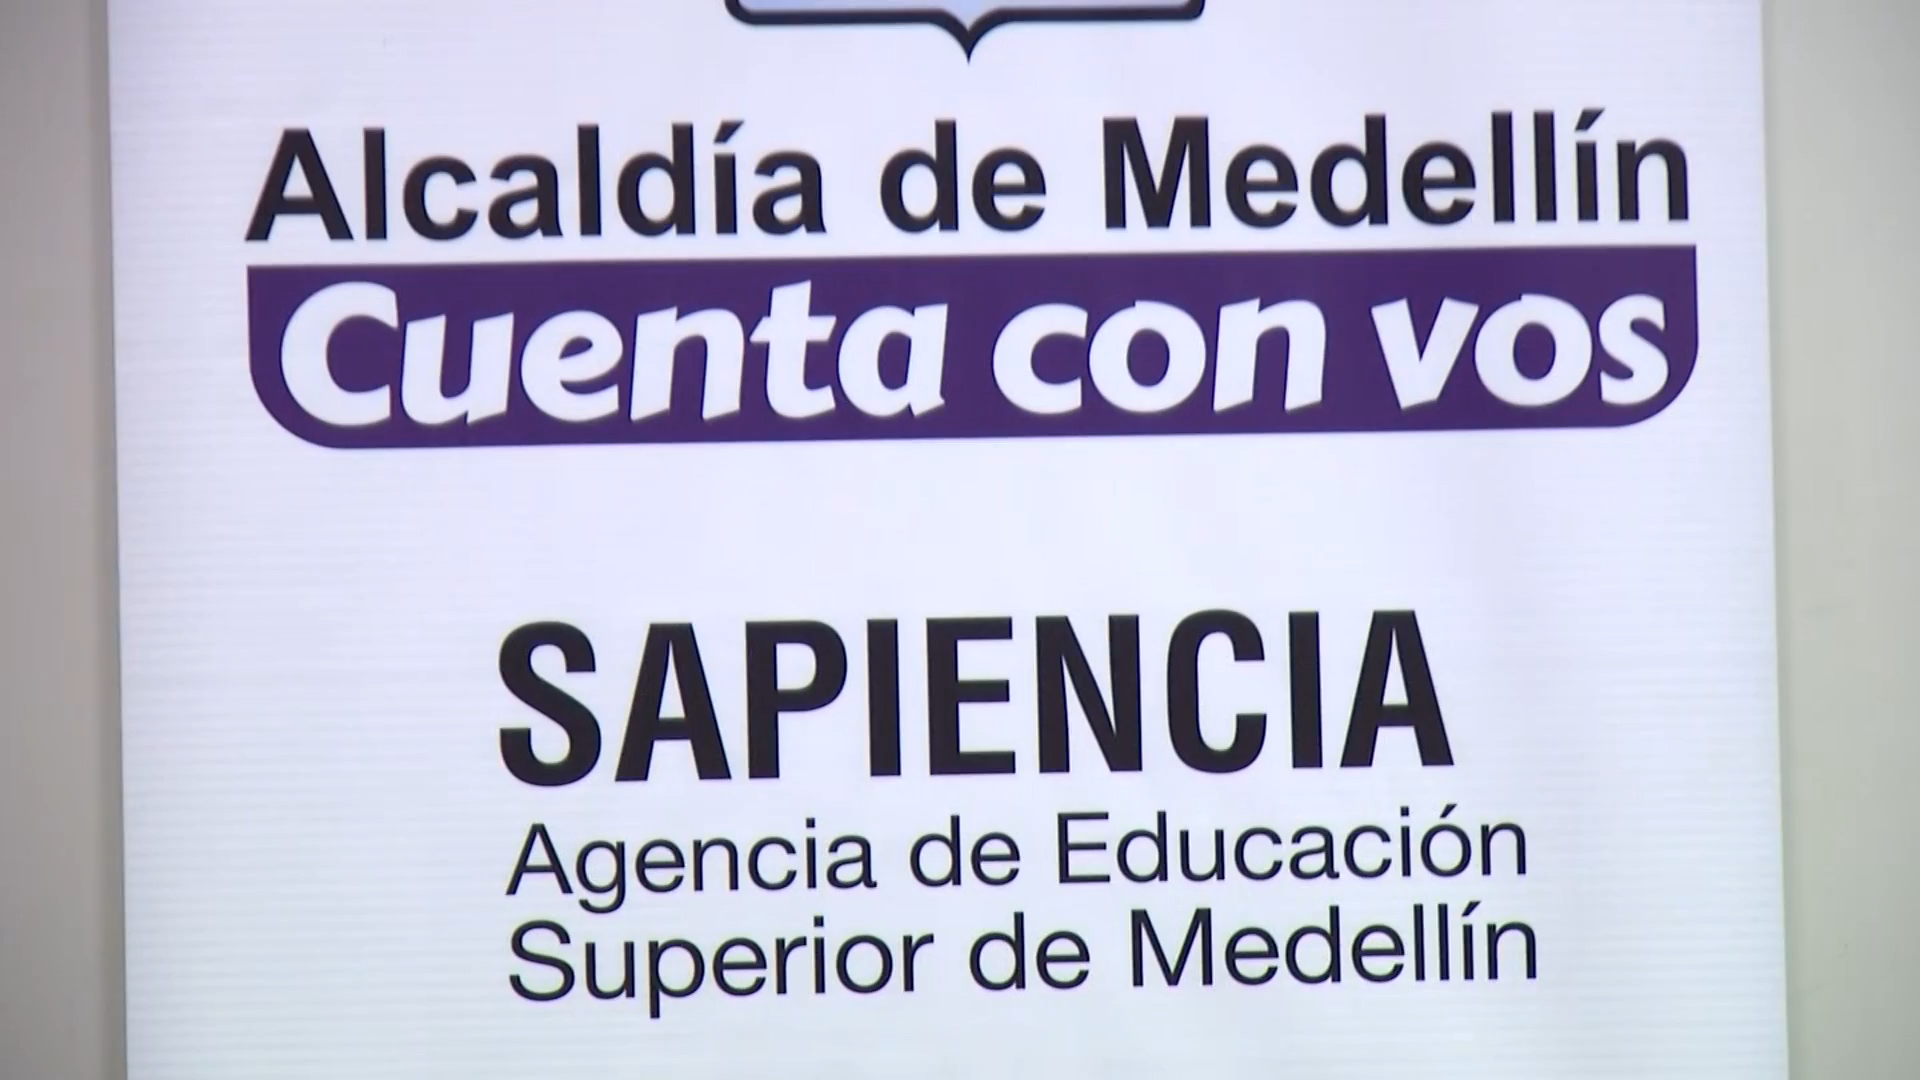 Alcaldía de Medellín
Cuenta con vos
SAPIENCIA
Agencia de Educación
Superior de Medellín